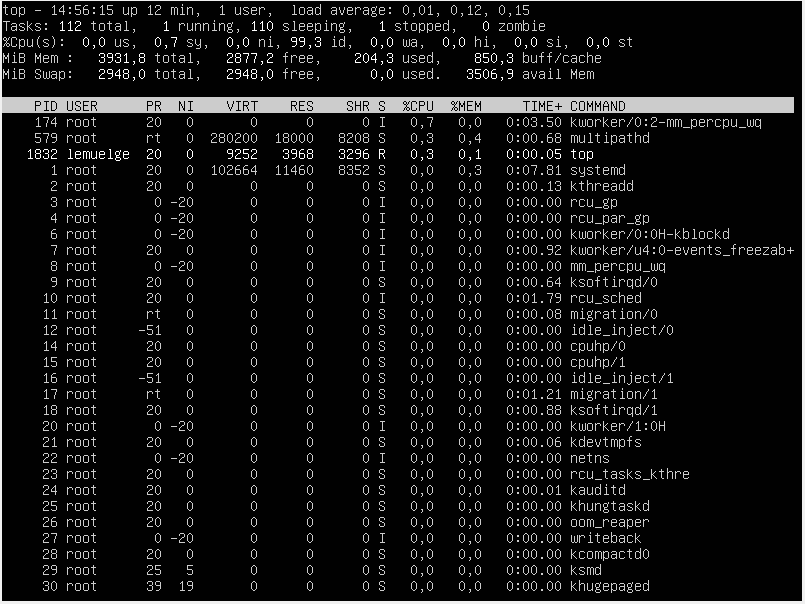 top - 14:56:15 up 12 min,  1 user,  load average: 0,01, 0,12, 0,15
Tasks: 112 total,   1 running, 110 sleeping,   1 stopped,   0 zombie
%Cpu(s):  0,0 us,  0,7 sy,  0,0 ni, 99,3 id,  0,0 wa,  0,0 hi,  0,0 si,  0,0 st
MiB Mem :   3931,8 total,   2877,2 free,    204,3 used,    850,3 buff/cache
MiB Swap:   2948,0 total,   2948,0 free,      0,0 used.   3506,9 avail Mem
PID USER      PR  NI    VIRT    RES    SHR S  %CPU  %MEM     TIME+ COMMAND
174 root      20   0       0      0      0 I   0,7   0,0   0:03.50 kworker/0:2-mm_percpu_wq
579 root      rt   0  280200  18000   8208 S   0,3   0,4   0:00.68 multipathd
1832 lemuelge  20   0    9252   3968   3296 R   0,3   0,1   0:00.05 top
1 root      20   0  102664  11460   8352 S   0,0   0,3   0:07.81 systemd
2 root      20   0       0      0      0 S   0,0   0,0   0:00.13 kthreadd
3 root       0 -20       0      0      0 I   0,0   0,0   0:00.00 rcu_gp
4 root       0 -20       0      0      0 I   0,0   0,0   0:00.00 rcu_par_gp
6 root       0 -20       0      0      0 I   0,0   0,0   0:00.00 kworker/0:0H-kblockd
7 root      20   0       0      0      0 I   0,0   0,0   0:00.92 kworker/u4:0-events_freezab+
8 root       0 -20       0      0      0 I   0,0   0,0   0:00.00 mm_percpu_wq
9 root      20   0       0      0      0 S   0,0   0,0   0:00.64 ksoftirqd/0
10 root      20   0       0      0      0 I   0,0   0,0   0:01.79 rcu_sched
11 root      rt   0       0      0      0 S   0,0   0,0   0:00.08 migration/0
12 root     -51   0       0      0      0 S   0,0   0,0   0:00.00 idle_inject/0
14 root      20   0       0      0      0 S   0,0   0,0   0:00.00 cpuhp/0
15 root      20   0       0      0      0 S   0,0   0,0   0:00.00 cpuhp/1
16 root     -51   0       0      0      0 S   0,0   0,0   0:00.00 idle_inject/1
17 root      rt   0       0      0      0 S   0,0   0,0   0:01.21 migration/1
18 root      20   0       0      0      0 S   0,0   0,0   0:00.88 ksoftirqd/1
20 root       0 -20       0      0      0 I   0,0   0,0   0:00.00 kworker/1:0H
21 root      20   0       0      0      0 S   0,0   0,0   0:00.06 kdevtmpfs
22 root       0 -20       0      0      0 I   0,0   0,0   0:00.00 netns
23 root      20   0       0      0      0 S   0,0   0,0   0:00.00 rcu_tasks_kthre
24 root      20   0       0      0      0 S   0,0   0,0   0:00.01 kauditd
25 root      20   0       0      0      0 S   0,0   0,0   0:00.00 khungtaskd
26 root      20   0       0      0      0 S   0,0   0,0   0:00.00 oom_reaper
27 root       0 -20       0      0      0 I   0,0   0,0   0:00.00 writeback
28 root      20   0       0      0      0 S   0,0   0,0   0:00.00 kcompactd0
29 root      25   5       0      0      0 S   0,0   0,0   0:00.00 ksmd
30 root      39  19       0      0      0 S   0,0   0,0   0:00.00 khugepaged